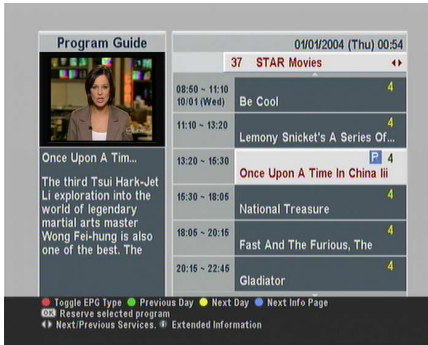 Program Guide
01/01/2004 (Thu) 00:54
37 STAR Movies
08:50 ~ 11:10
10/01 (Wed)
4
Be Cool
11:10 ~ 13:20
4
Lemony Snicket's A Series Of...
13:20 ~ 15:30
P 4
Once Upon A Time In China Iii
15:30 ~ 18:05
4
National Treasure
18:05 ~ 20:15
4
Fast And The Furious, The
20:15 ~ 22:45
4
Gladiator
Once Upon A Tim...
The third Tsui Hark-Jet
Li exploration into the
world of legendary
martial arts master
Wong Fei-hung is also
one of the best. The
Toggle EPG Type Previous Day Next Day Next Info Page
OK Reserve selected program
Next/Previous Services. Extended Information